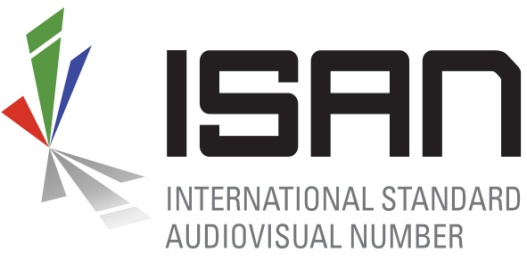 ISAN
INTERNATIONAL STANDARD
AUDIOVISUAL NUMBER